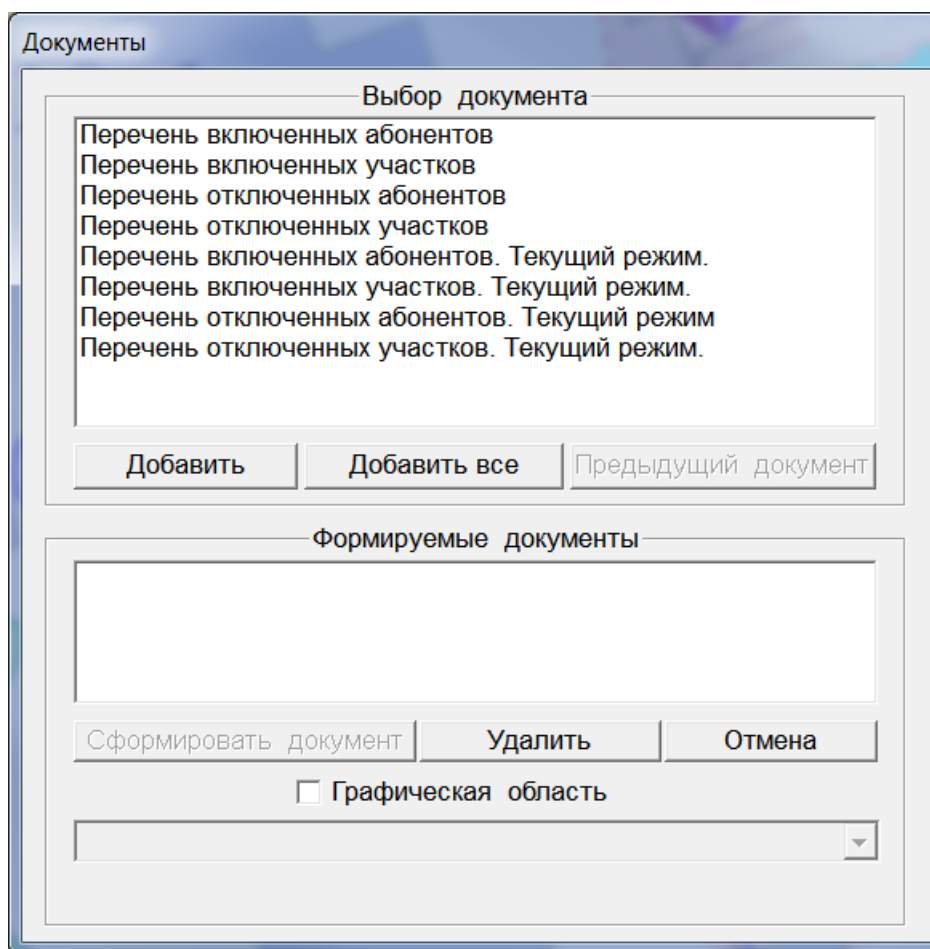 Документы
Выбор документа
Перечень включенных абонентов
Перечень включенных участков
Перечень отключенных абонентов
Перечень отключенных участков
Перечень включенных абонентов. Текущий режим.
Перечень включенных участков. Текущий режим.
Перечень отключенных абонентов. Текущий режим
Перечень отключенных участков. Текущий режим.
Добавить Добавить все Предыдущий документ
Формируемые документы
Сформировать документ Удалить Отмена
Графическая область